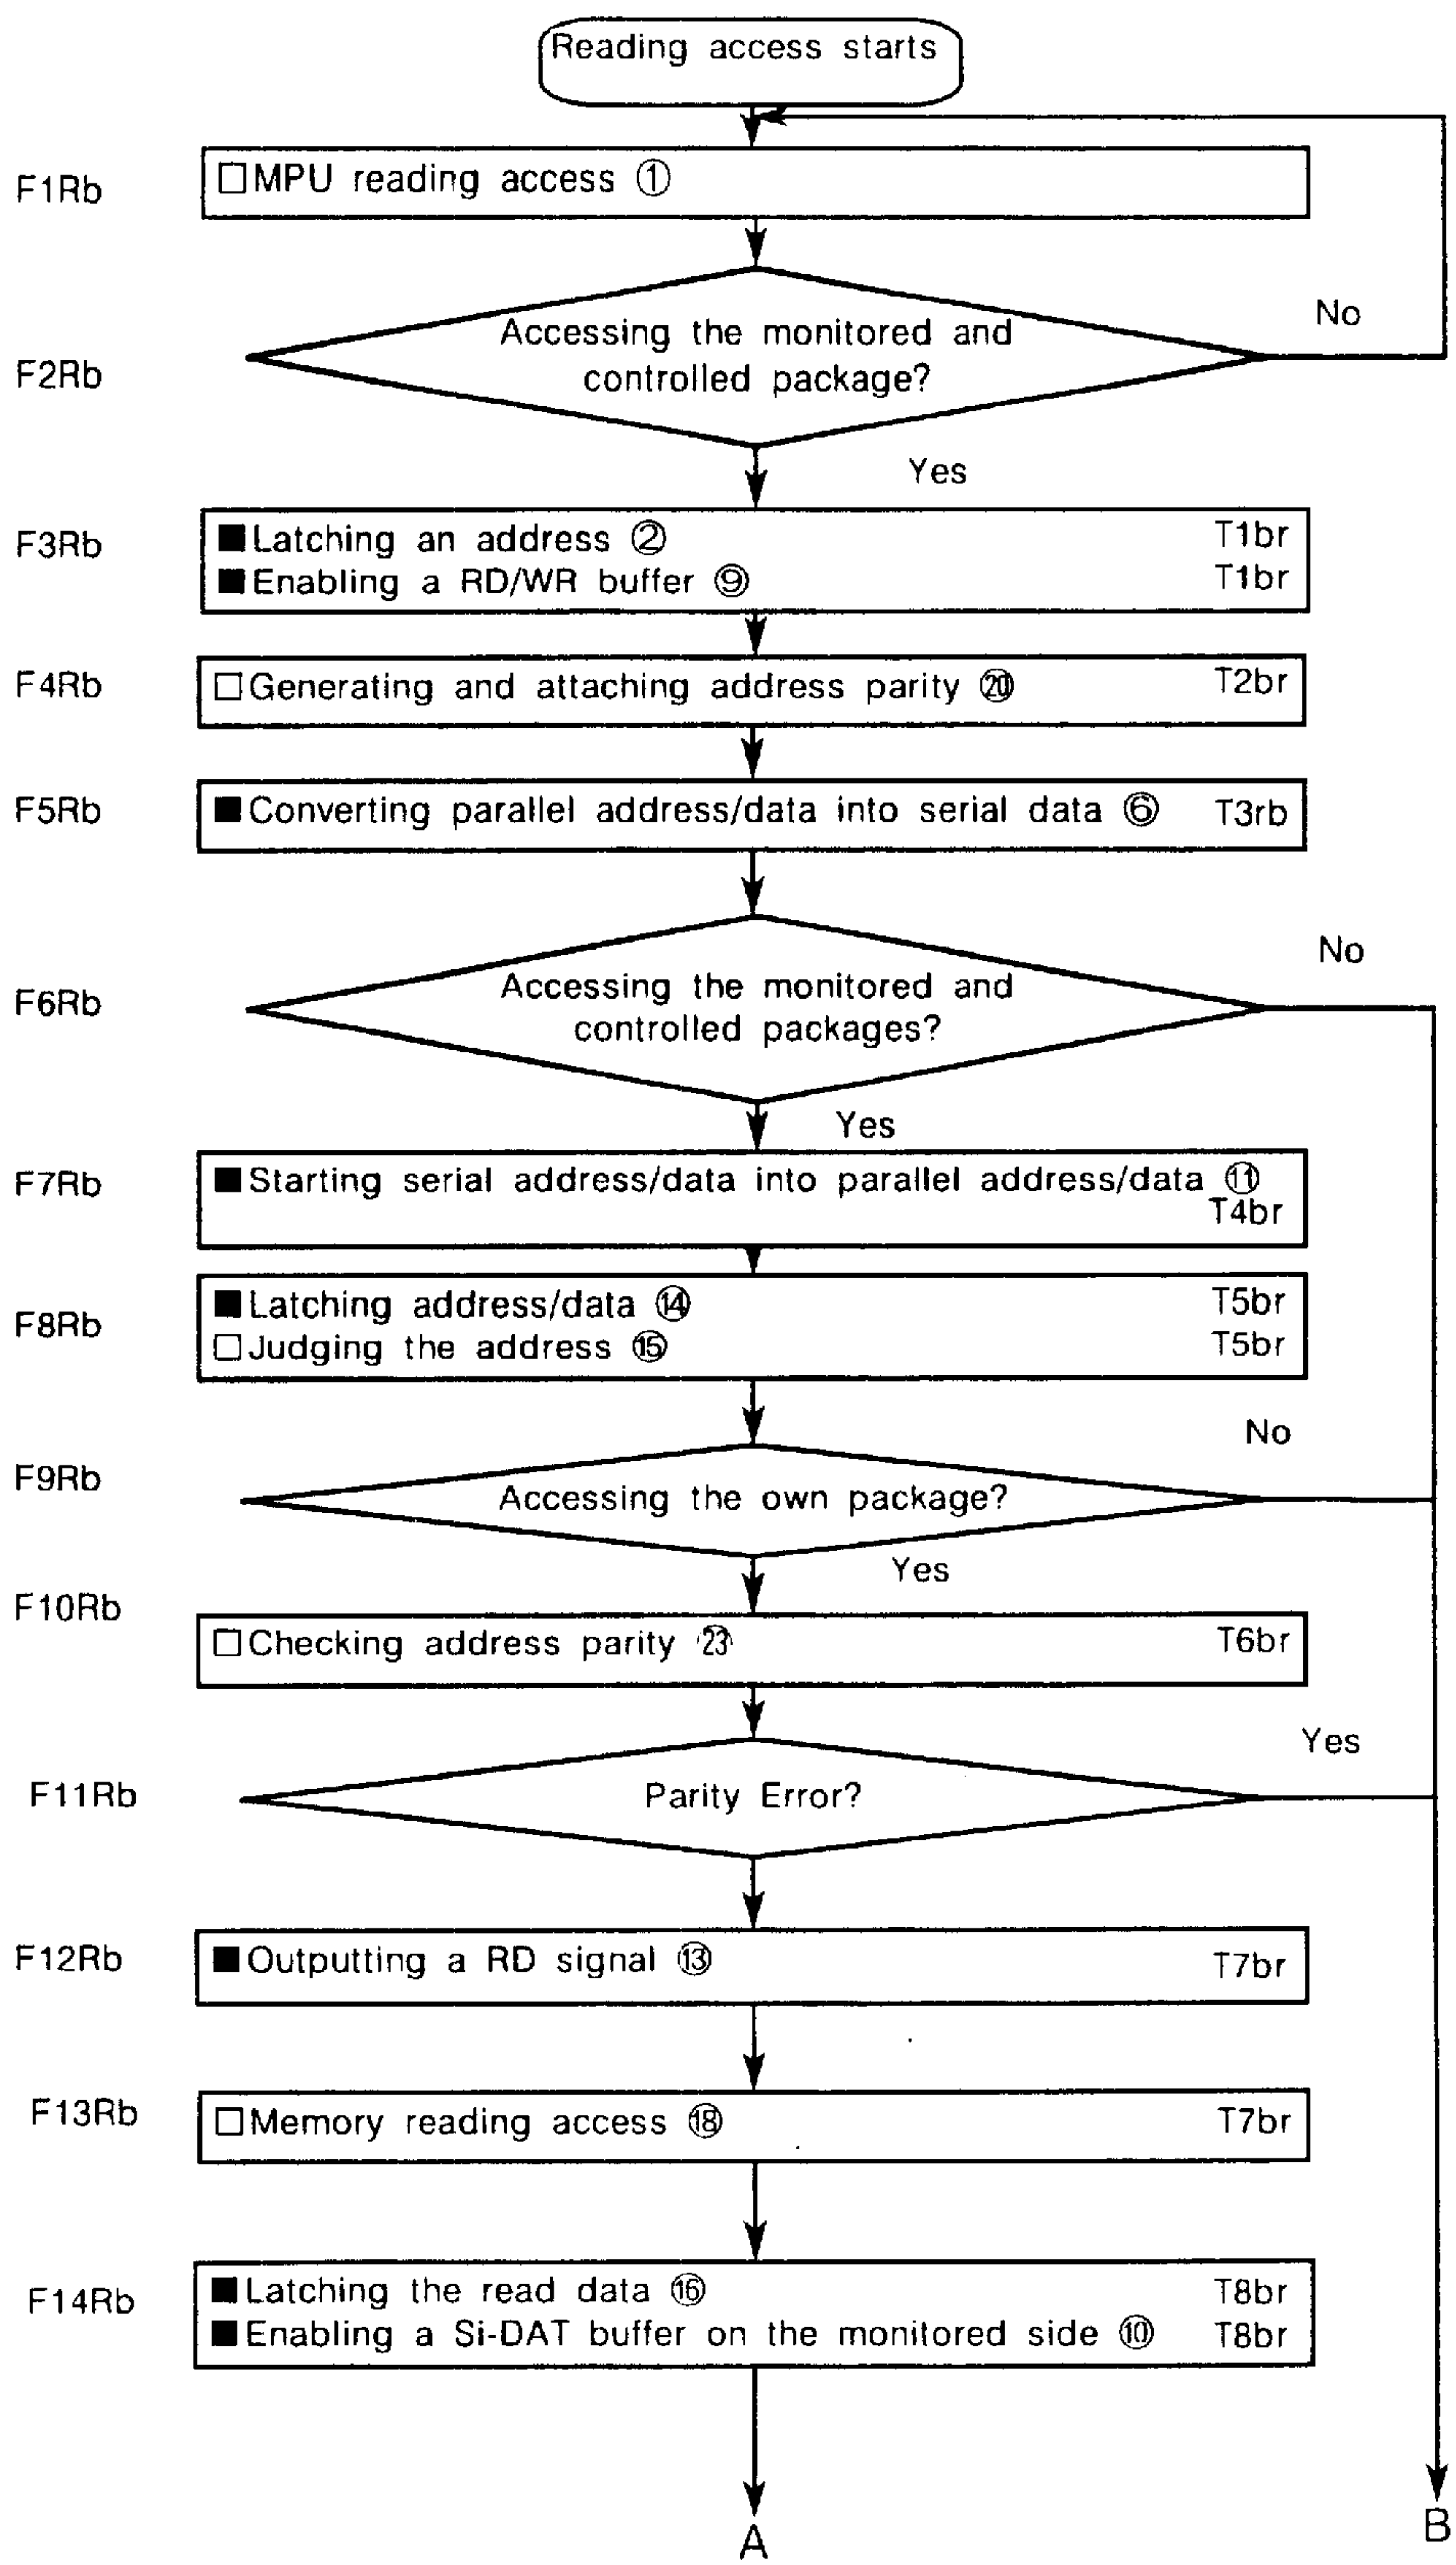 Reading access starts
F1Rb
□MPU reading access ①
No
F2Rb
Accessing the monitored and
controlled package?
Yes
F3Rb
■Latching an address ② T1br
■Enabling a RD/WR buffer ⑨ T1br
F4Rb
□Generating and attaching address parity ⑳ T2br
F5Rb
■Converting parallel address/data into serial data ⑥ T3rb
No
F6Rb
Accessing the monitored and
controlled packages?
Yes
F7Rb
■Starting serial address/data into parallel address/data ⑪
T4br
F8Rb
■Latching address/data ⑭ T5br
□Judging the address ⑮ T5br
No
F9Rb
Accessing the own package?
Yes
F10Rb
□Checking address parity ㉓ T6br
Yes
F11Rb
Parity Error?
F12Rb
■Outputting a RD signal ⑬ T7br
F13Rb
□Memory reading access ⑱ T7br
F14Rb
■Latching the read data ⑯ T8br
■Enabling a Si-DAT buffer on the monitored side ⑩ T8br
A
B